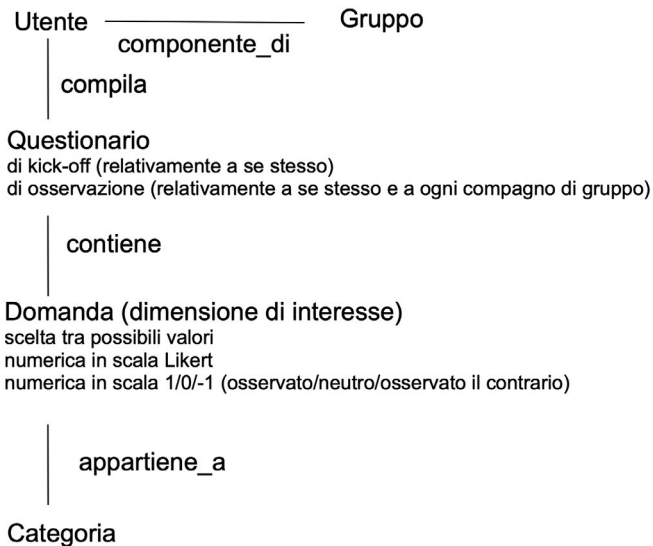 Utente
Gruppo
componente_di
compila
Questionario
di kick-off (relativamente a se stesso)
di osservazione (relativamente a se stesso e a ogni compagno di gruppo)
contiene
Domanda (dimensione di interesse)
scelta tra possibili valori
numerica in scala Likert
numerica in scala 1/0/-1 (osservato/neutro/osservato il contrario)
appartiene_a
Categoria